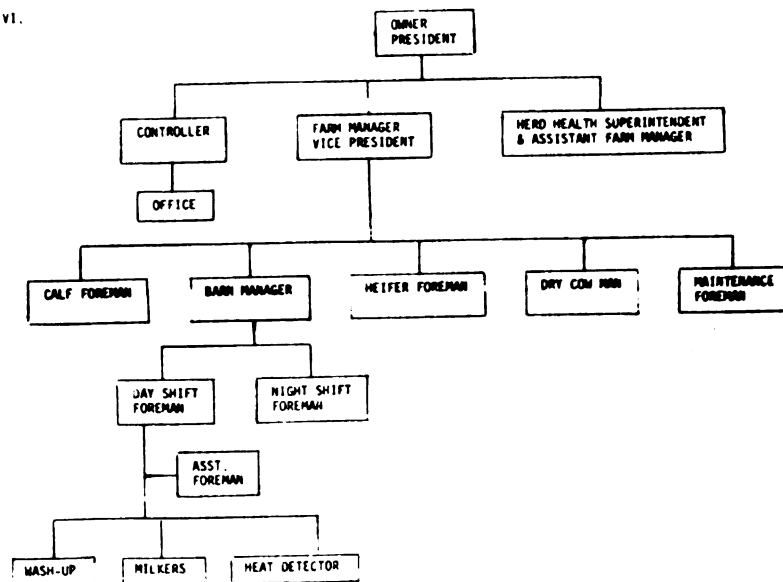 VI.
OWNER
PRESIDENT
CONTROLLER
FARM MANAGER
VICE PRESIDENT
HERD HEALTH SUPERINTENDENT
& ASSISTANT FARM MANAGER
OFFICE
CALF FOREMAN
BARN MANAGER
HEIFER FOREMAN
DRY COW MAN
MAINTENANCE
FOREMAN
DAY SHIFT
FOREMAN
NIGHT SHIFT
FOREMAN
ASST.
FOREMAN
WASH-UP
MILKERS
HEAT DETECTOR